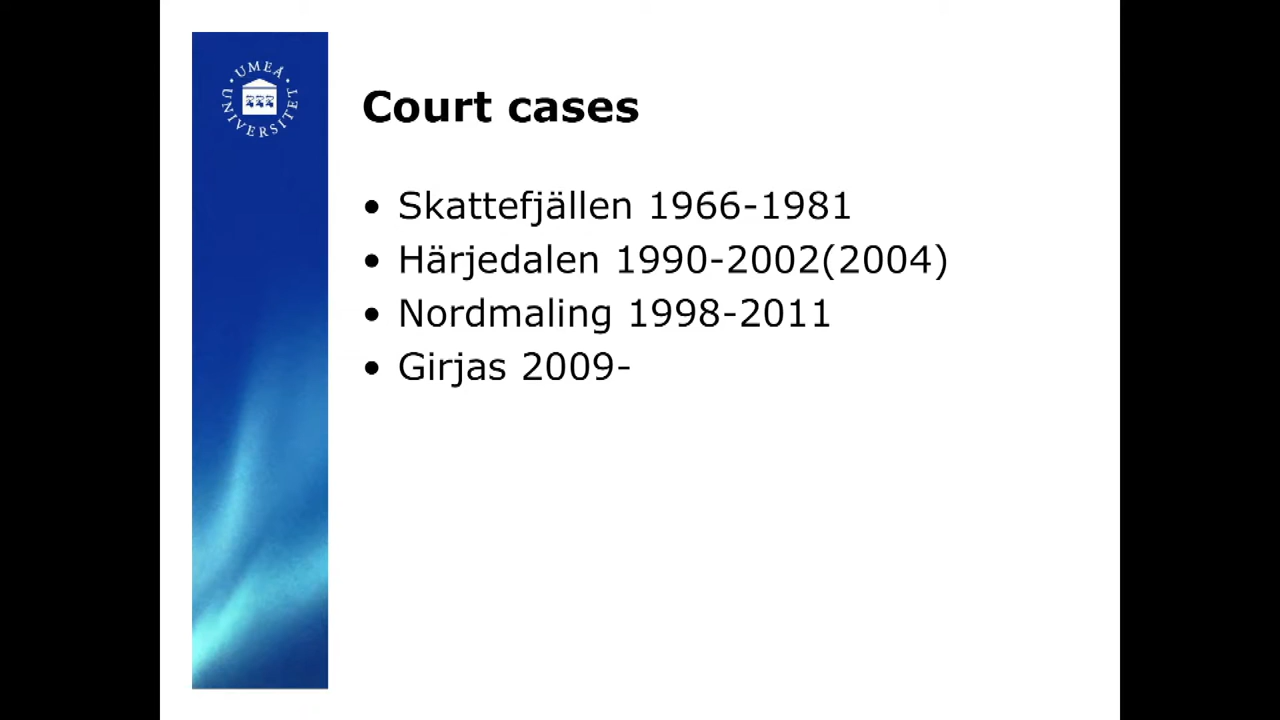 UMEÅ
UNIVERSITET
Court cases
• Skattefjällen 1966-1981
• Härjedalen 1990-2002(2004)
• Nordmaling 1998-2011
• Girjas 2009-